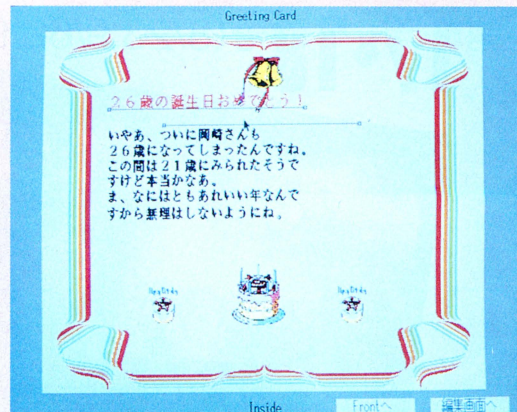 Greeting Card
26歳の誕生日おめでとう！
いやあ、ついに岡崎さんも
26歳になってしまったんですね。
この間は21歳にみられたそうで
すけど本当かなあ。
ま、なにはともあれいい年なんで
すから無理はしないようにね。
Inside
Frontへ
編集画面へ